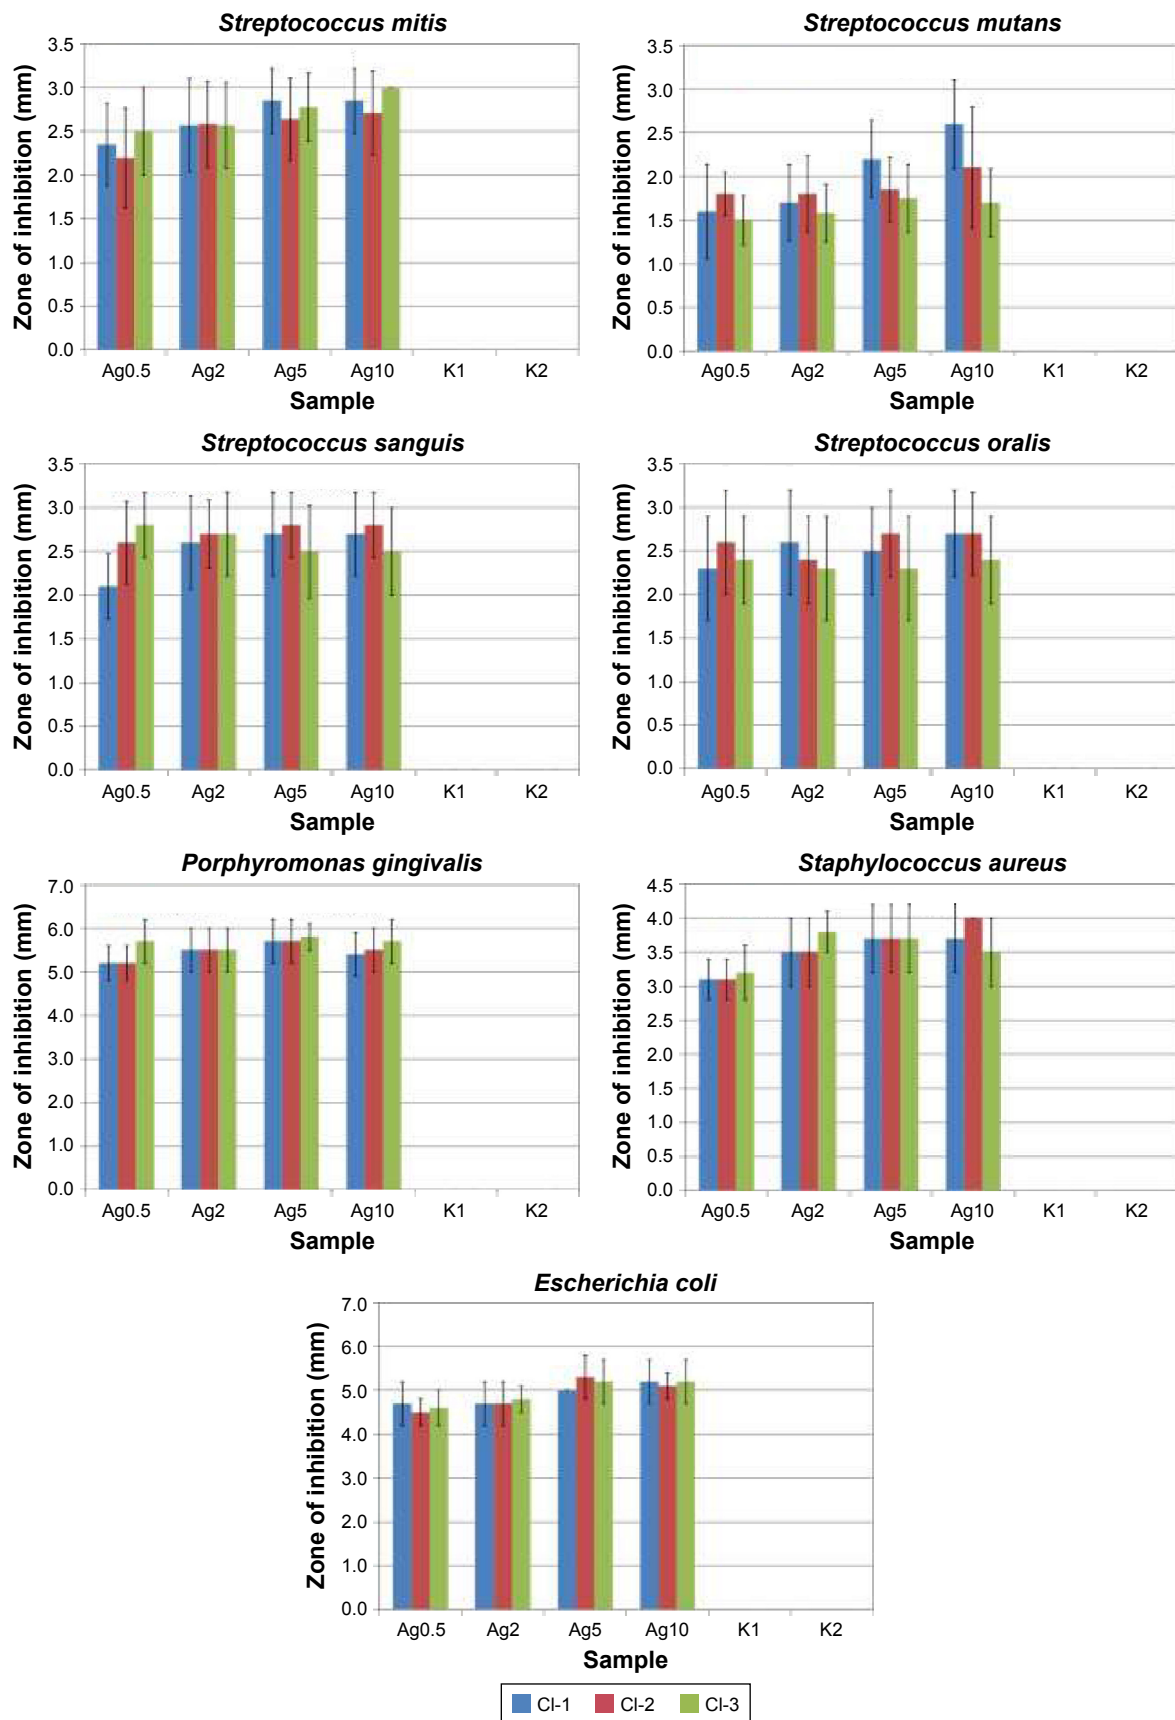 Streptococcus mitis
Zone of inhibition (mm)
3.5
3.0
2.5
2.0
1.5
1.0
0.5
0.0
Ag0.5 Ag2 Ag5 Ag10 K1 K2
Sample
Streptococcus mutans
Zone of inhibition (mm)
3.5
3.0
2.5
2.0
1.5
1.0
0.5
0.0
Ag0.5 Ag2 Ag5 Ag10 K1 K2
Sample
Streptococcus sanguis
Zone of inhibition (mm)
3.5
3.0
2.5
2.0
1.5
1.0
0.5
0.0
Ag0.5 Ag2 Ag5 Ag10 K1 K2
Sample
Streptococcus oralis
Zone of inhibition (mm)
3.5
3.0
2.5
2.0
1.5
1.0
0.5
0.0
Ag0.5 Ag2 Ag5 Ag10 K1 K2
Sample
Porphyromonas gingivalis
Zone of inhibition (mm)
7.0
6.0
5.0
4.0
3.0
2.0
1.0
0.0
Ag0.5 Ag2 Ag5 Ag10 K1 K2
Sample
Staphylococcus aureus
Zone of inhibition (mm)
4.5
4.0
3.5
3.0
2.5
2.0
1.5
1.0
0.5
0.0
Ag0.5 Ag2 Ag5 Ag10 K1 K2
Sample
Escherichia coli
Zone of inhibition (mm)
7.0
6.0
5.0
4.0
3.0
2.0
1.0
0.0
Ag0.5 Ag2 Ag5 Ag10 K1 K2
Sample
Cl-1 Cl-2 Cl-3